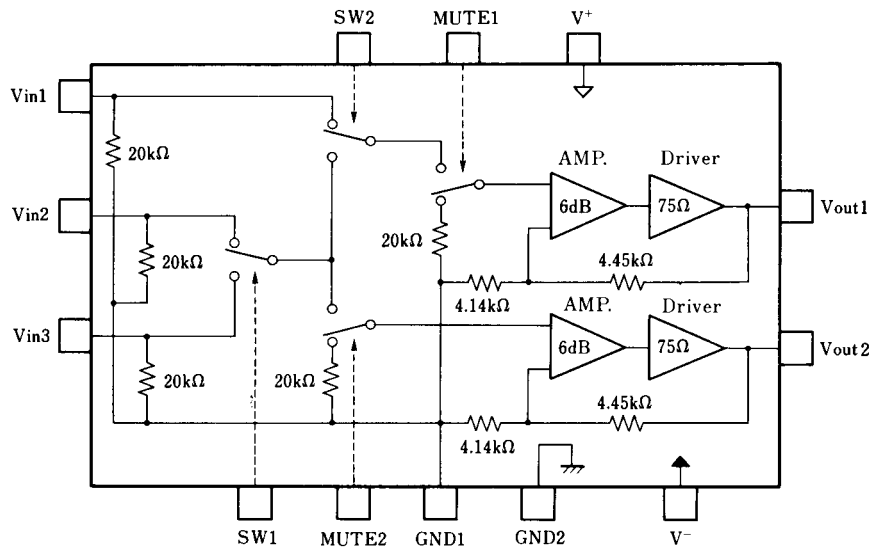 SW2 MUTE1 V⁺
Vin1
20kΩ
AMP. Driver
Vin2
6dB 75Ω
Vout1
20kΩ
20kΩ
4.14kΩ
4.45kΩ
AMP. Driver
Vin3
6dB 75Ω
Vout2
20kΩ
20kΩ
4.45kΩ
4.14kΩ
SW1 MUTE2 GND1 GND2 V⁻